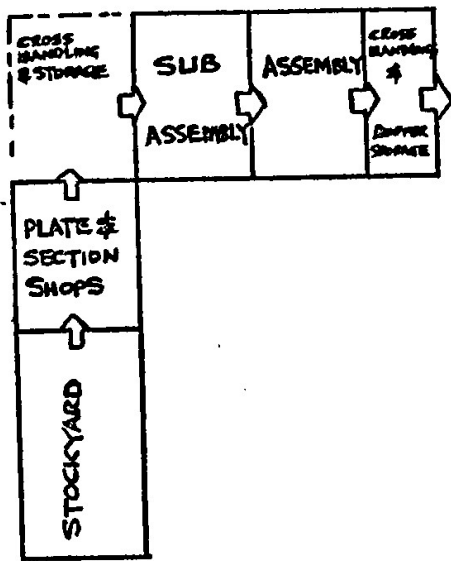 CROSS
HANDLING
& STORAGE
SUB
ASSEMBLY
ASSEMBLY
CROSS
HANDLING
&
BUFFER
STORAGE
PLATE &
SECTION
SHOPS
STOCKYARD